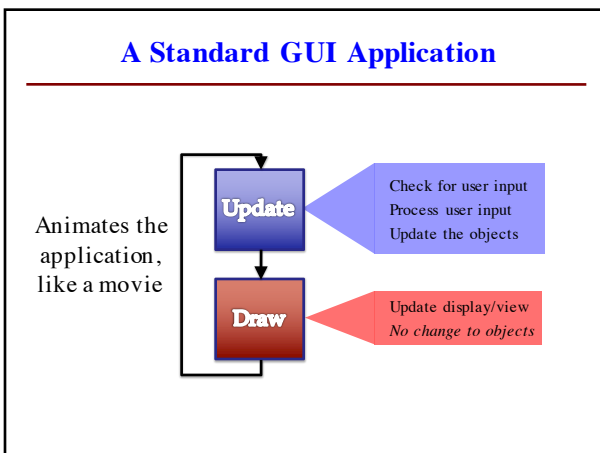 A Standard GUI Application
Animates the
application,
like a movie
Update
Check for user input
Process user input
Update the objects
Draw
Update display/view
No change to objects